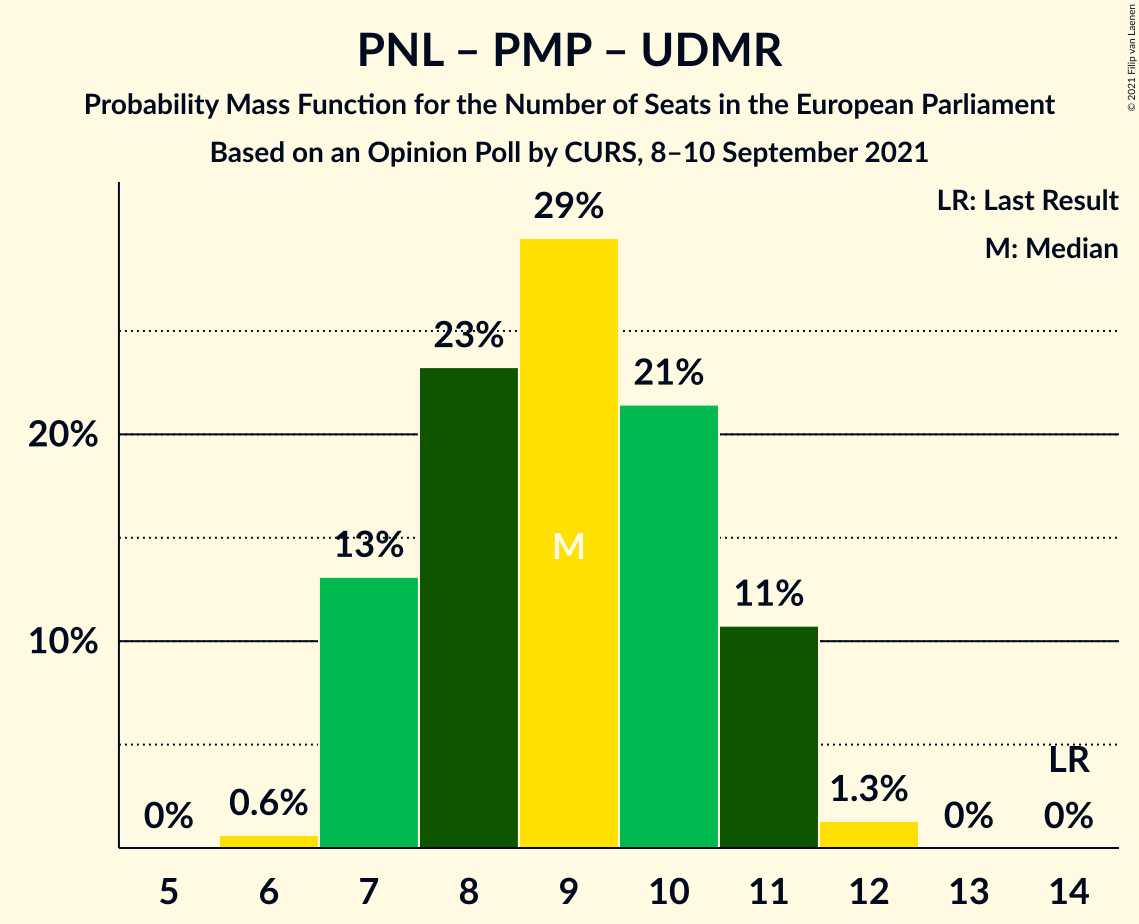 PNL – PMP – UDMR
Probability Mass Function for the Number of Seats in the European Parliament
Based on an Opinion Poll by CURS, 8–10 September 2021
© 2021 Filip van Laenen
LR: Last Result
M: Median
20%
10%
0%
0.6%
13%
23%
29%
M
21%
11%
1.3%
0%
LR
0%
5 6 7 8 9 10 11 12 13 14